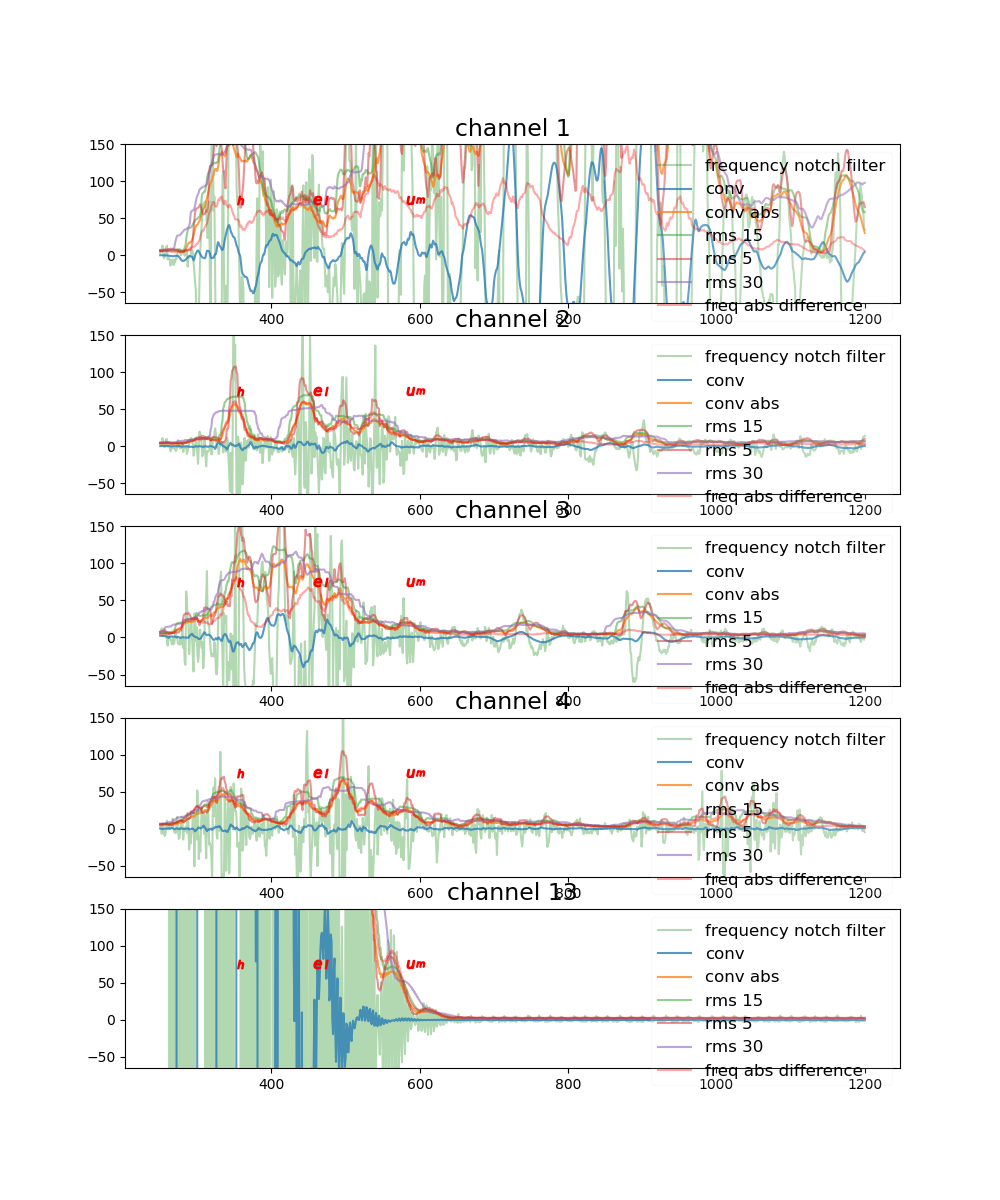 channel 1
150
100
50
0
−50
h
el
um
frequency notch filter
conv
conv abs
rms 15
rms 5
rms 30
freq abs difference
400 600 800 1000 1200
channel 2
150
100
50
0
−50
h
el
um
frequency notch filter
conv
conv abs
rms 15
rms 5
rms 30
freq abs difference
400 600 800 1000 1200
channel 3
150
100
50
0
−50
h
el
um
frequency notch filter
conv
conv abs
rms 15
rms 5
rms 30
freq abs difference
400 600 800 1000 1200
channel 4
150
100
50
0
−50
h
el
um
frequency notch filter
conv
conv abs
rms 15
rms 5
rms 30
freq abs difference
400 600 800 1000 1200
channel 13
150
100
50
0
−50
h
el
um
frequency notch filter
conv
conv abs
rms 15
rms 5
rms 30
freq abs difference
400 600 800 1000 1200